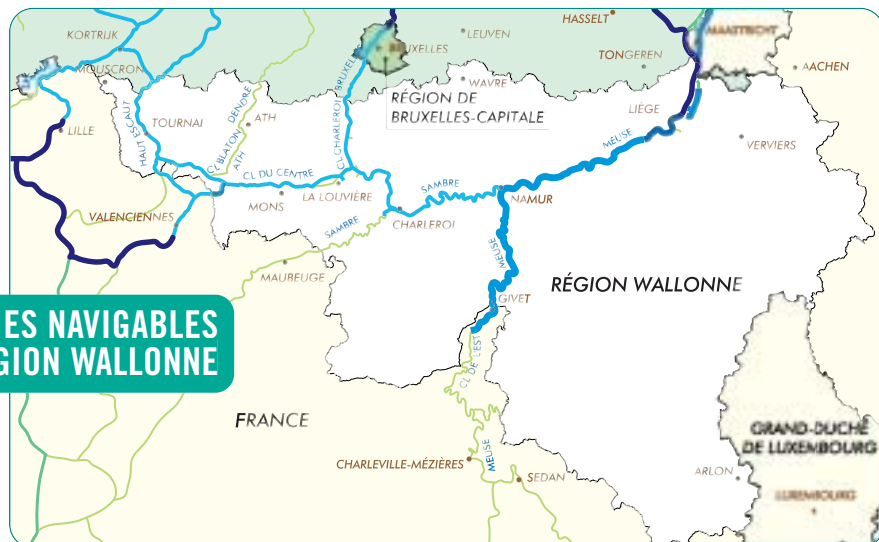 HASSELT
MAASTRICHT
KORTRIJK
LEUVEN
BRUXELLES
TONGEREN
AACHEN
MOUSCRON
WAVRE
RÉGION DE
BRUXELLES-CAPITALE
LIÈGE
LILLE
TOURNAI
ATH
HAUT ESCAUT
CL BLATON
ATH
DENDRE
CL CHARLEROI BRUXELLES
MEUSE
VERVIERS
CL DU CENTRE
MONS
LA LOUVIÈRE
SAMBRE
NAMUR
VALENCIENNES
SAMBRE
CHARLEROI
MEUSE
MAUBEUGE
RÉGION WALLONNE
GIVET
ES NAVIGABLES
GION WALLONNE
CL DE L'EST
FRANCE
GRAND-DUCHÉ
DE LUXEMBOURG
CHARLEVILLE-MÉZIÈRES
MEUSE
SEDAN
ARLON
LUXEMBOURG